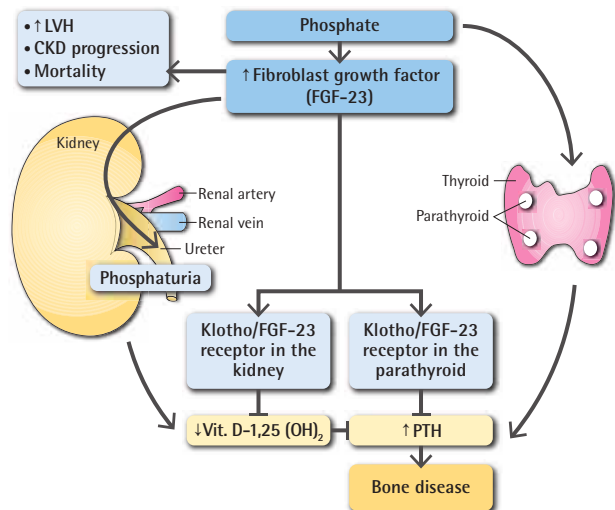 • ↑LVH
• CKD progression
• Mortality
Phosphate
↑Fibroblast growth factor
(FGF-23)
Kidney
Renal artery
Renal vein
Ureter
Phosphaturia
Thyroid
Parathyroid
Klotho/FGF-23
receptor in the
kidney
Klotho/FGF-23
receptor in the
parathyroid
↓Vit. D-1,25 (OH)₂
↑PTH
Bone disease